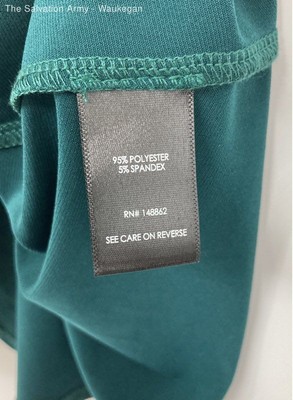 The Salvation Army - Waukegan
95% POLYESTER
5% SPANDEX
RN# 148862
SEE CARE ON REVERSE